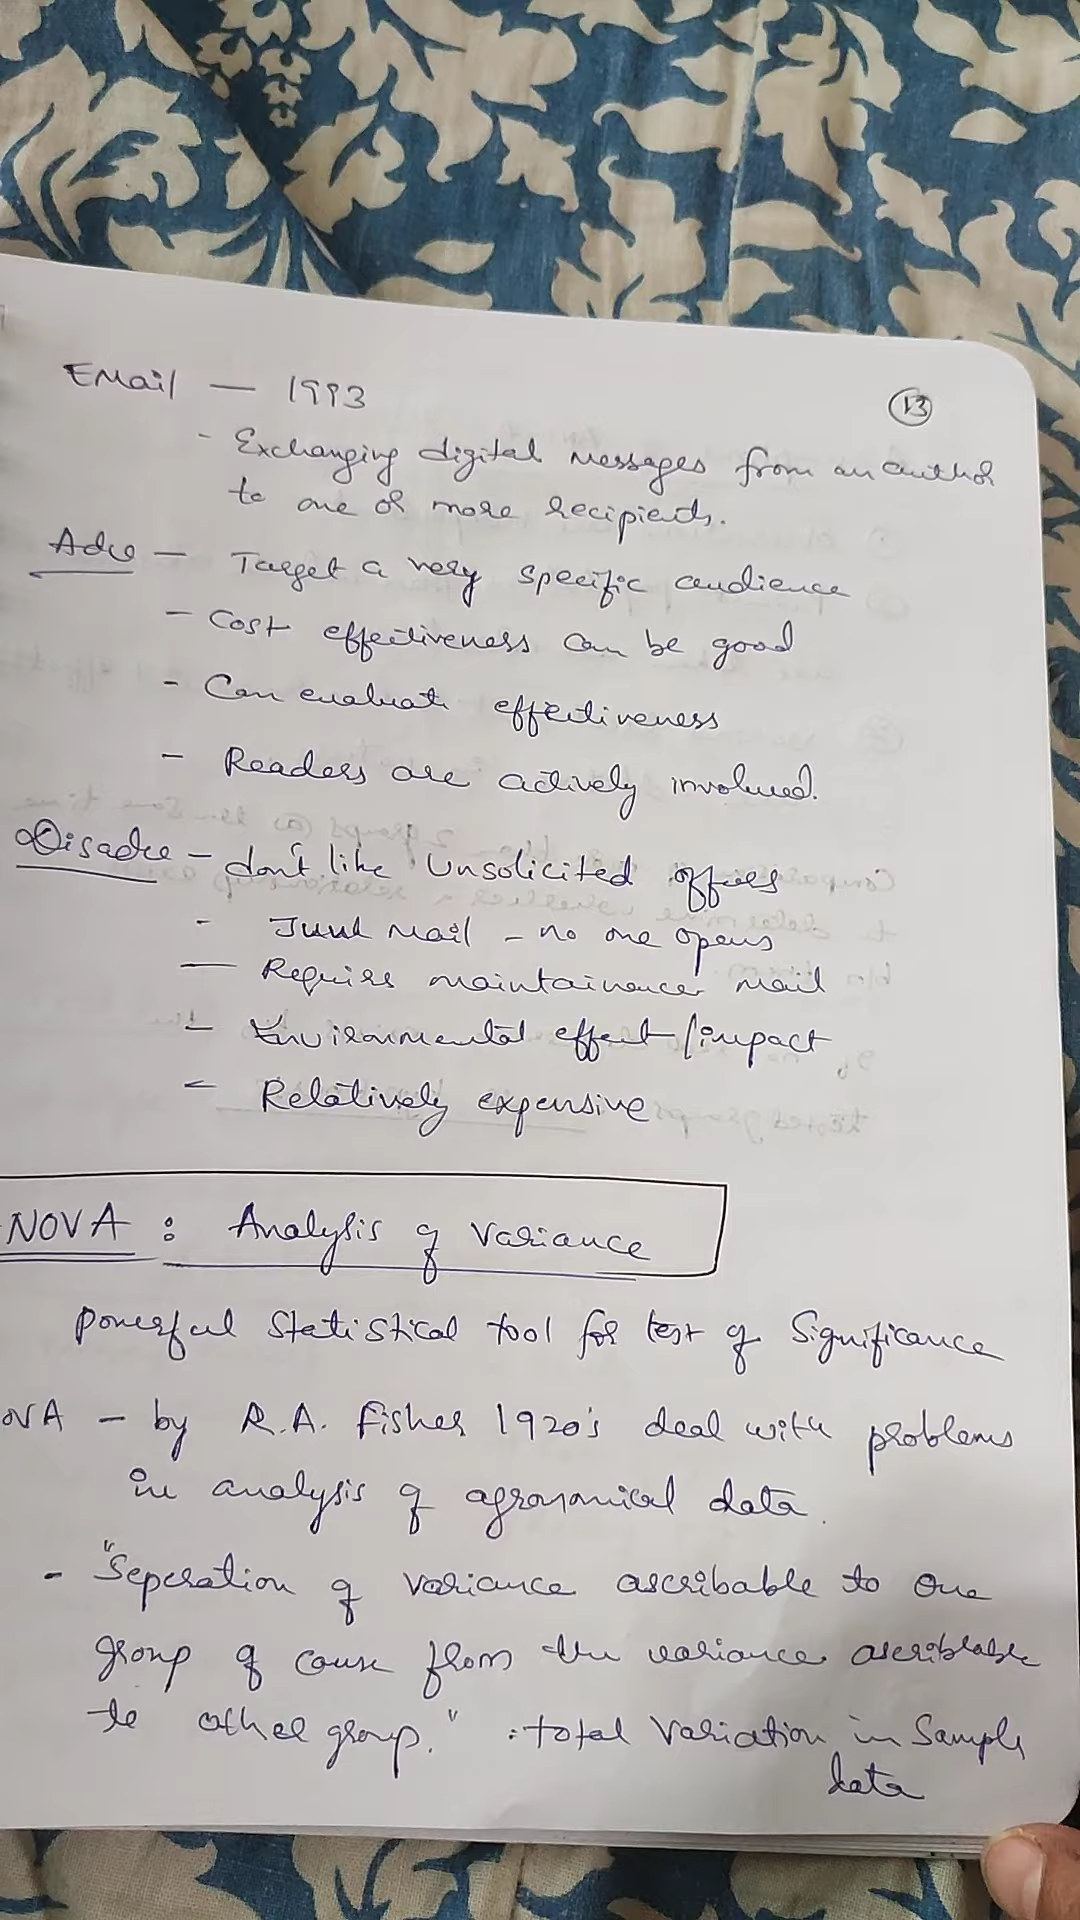 EMail — 1993
13
- Exchanging digital messages from an author
to one or more recipients.
Adv — Target a very specific audience
- Cost effectiveness can be good
- Can evaluate effectiveness
- Readers are actively involved.
Disadv - don't like Unsolicited offers
- Junk Mail - no one opens
— Requires maintainence mail
- Environmental effect/impact
- Relatively expensive
NOVA : Analysis of Variance
Powerful Statistical tool for test of Significance
OVA - by R.A. Fisher 1920's deal with problems
in analysis of agronomical data.
- "Seperation of variance ascribable to one
group of cause from the variance ascribable
to other group." : total Variation in Sample
data